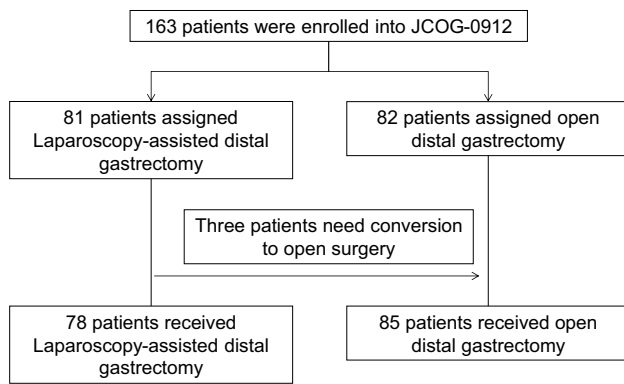 163 patients were enrolled into JCOG-0912
81 patients assigned
Laparoscopy-assisted distal
gastrectomy
82 patients assigned open
distal gastrectomy
Three patients need conversion
to open surgery
78 patients received
Laparoscopy-assisted distal
gastrectomy
85 patients received open
distal gastrectomy